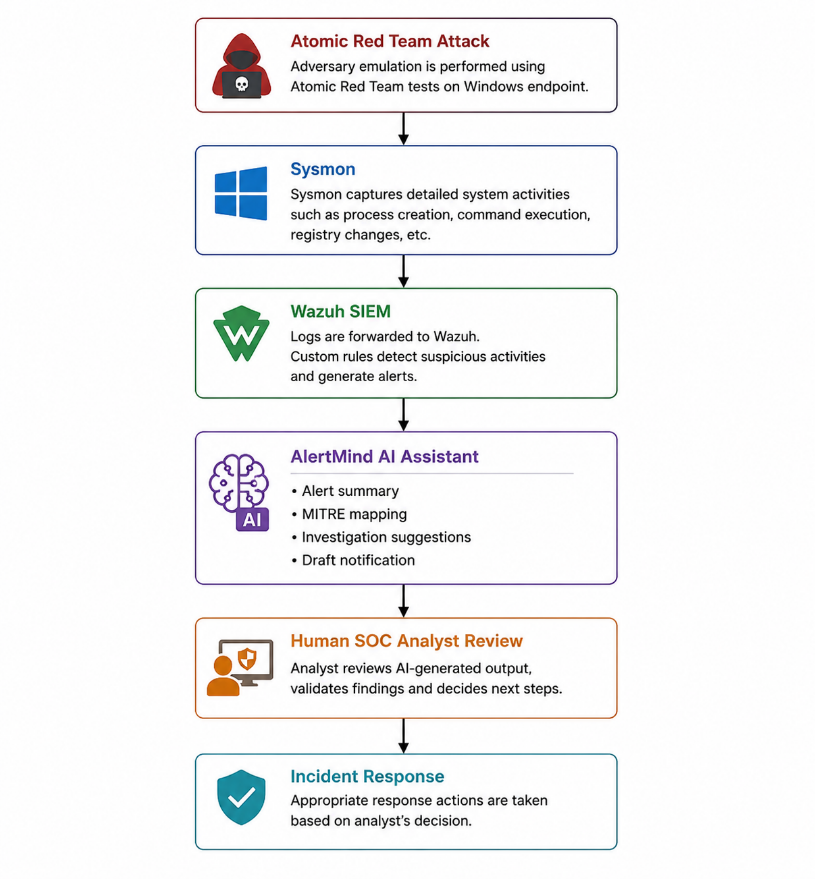 Atomic Red Team Attack
Adversary emulation is performed using
Atomic Red Team tests on Windows endpoint.
Sysmon
Sysmon captures detailed system activities
such as process creation, command execution,
registry changes, etc.
W
Wazuh SIEM
Logs are forwarded to Wazuh.
Custom rules detect suspicious activities
and generate alerts.
AI
AlertMind AI Assistant
• Alert summary
• MITRE mapping
• Investigation suggestions
• Draft notification
Human SOC Analyst Review
Analyst reviews AI-generated output,
validates findings and decides next steps.
Incident Response
Appropriate response actions are taken
based on analyst's decision.